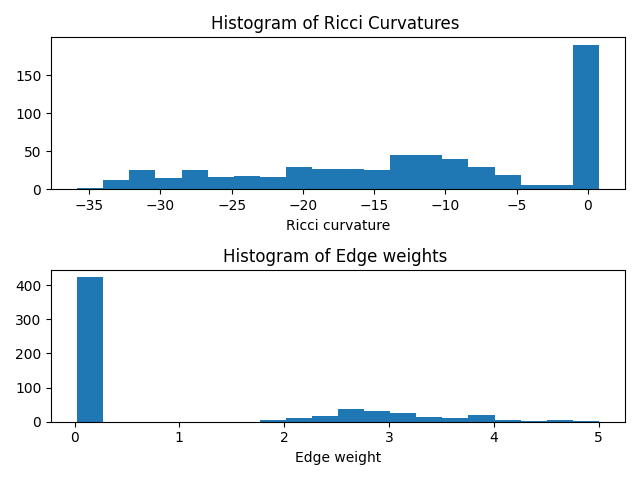 Histogram of Ricci Curvatures
150
100
50
0
−35 −30 −25 −20 −15 −10 −5 0
Ricci curvature
Histogram of Edge weights
400
300
200
100
0
0 1 2 3 4 5
Edge weight